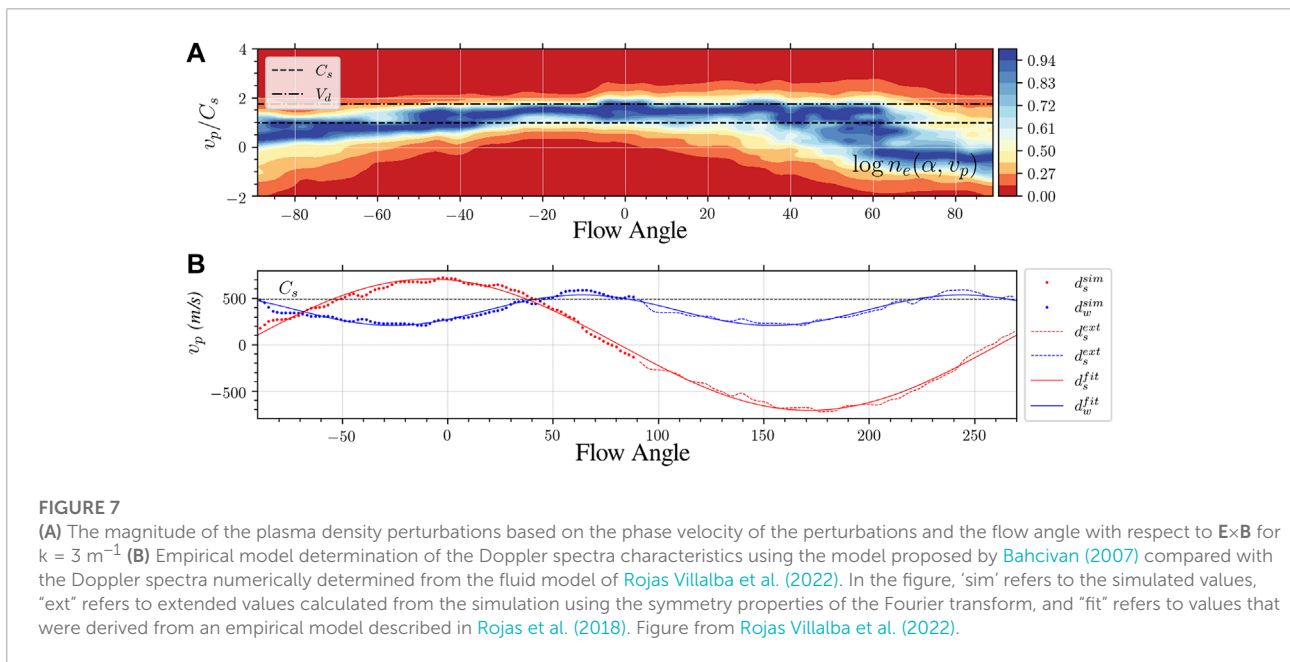 A
4
2
0
−2
v_p/C_s
C_s
V_d
log n_e(α, v_p)
0.94
0.83
0.72
0.61
0.50
0.27
0.00
−80 −60 −40 −20 0 20 40 60 80
Flow Angle
B
500
0
−500
v_p (m/s)
C_s
d_s^{sim}
d_w^{sim}
d_s^{ext}
d_s^{ext}
d_s^{fit}
d_w^{fit}
−50 0 50 100 150 200 250
Flow Angle
FIGURE 7
(A) The magnitude of the plasma density perturbations based on the phase velocity of the perturbations and the flow angle with respect to E×B for
k = 3 m⁻¹ (B) Empirical model determination of the Doppler spectra characteristics using the model proposed by Bahcivan (2007) compared with
the Doppler spectra numerically determined from the fluid model of Rojas Villalba et al. (2022). In the figure, ‘sim’ refers to the simulated values,
“ext” refers to extended values calculated from the simulation using the symmetry properties of the Fourier transform, and “fit” refers to values that
were derived from an empirical model described in Rojas et al. (2018). Figure from Rojas Villalba et al. (2022).